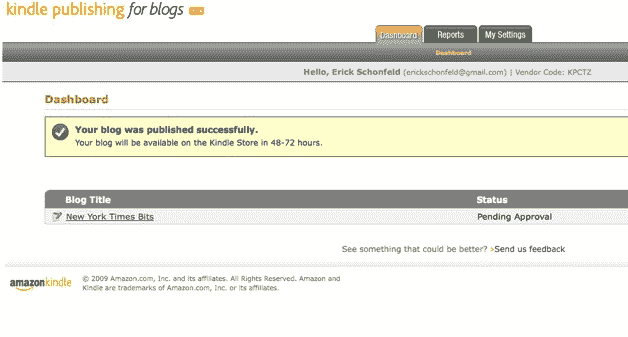 kindle publishing for blogs
Dashboard Reports My Settings
Dashboard
Hello, Erick Schonfeld (erickschonfeld@gmail.com) | Vendor Code: KPCTZ
Dashboard
Your blog was published successfully.
Your blog will be available on the Kindle Store in 48-72 hours.
Blog Title Status
New York Times Bits Pending Approval
See something that could be better? >Send us feedback
amazonkindle © 2009 Amazon.com, Inc. and its affiliates. All Rights Reserved. Amazon and
Kindle are trademarks of Amazon.com, Inc. or its affiliates.